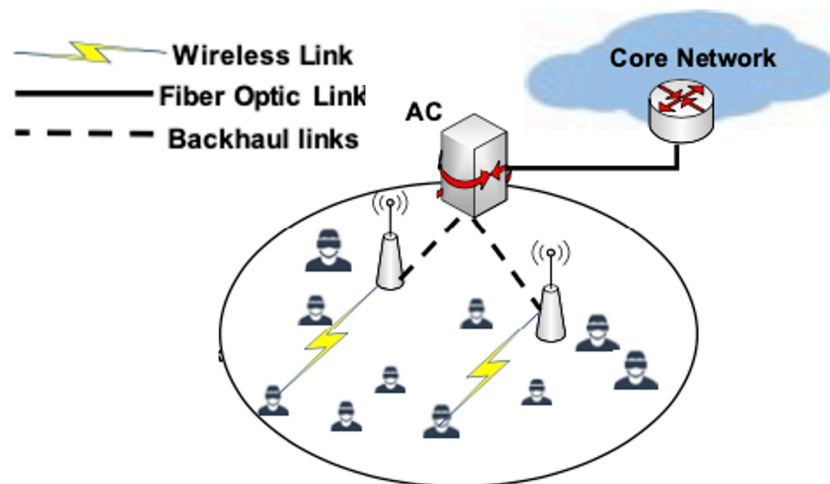 Wireless Link
Fiber Optic Link
Backhaul links
AC
Core Network